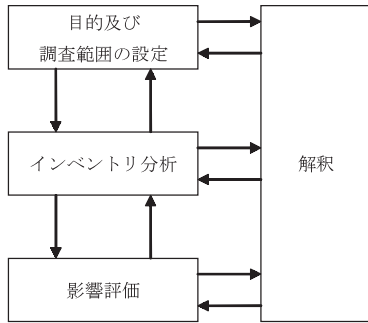 目的及び
調査範囲の設定
インベントリ分析
解釈
影響評価